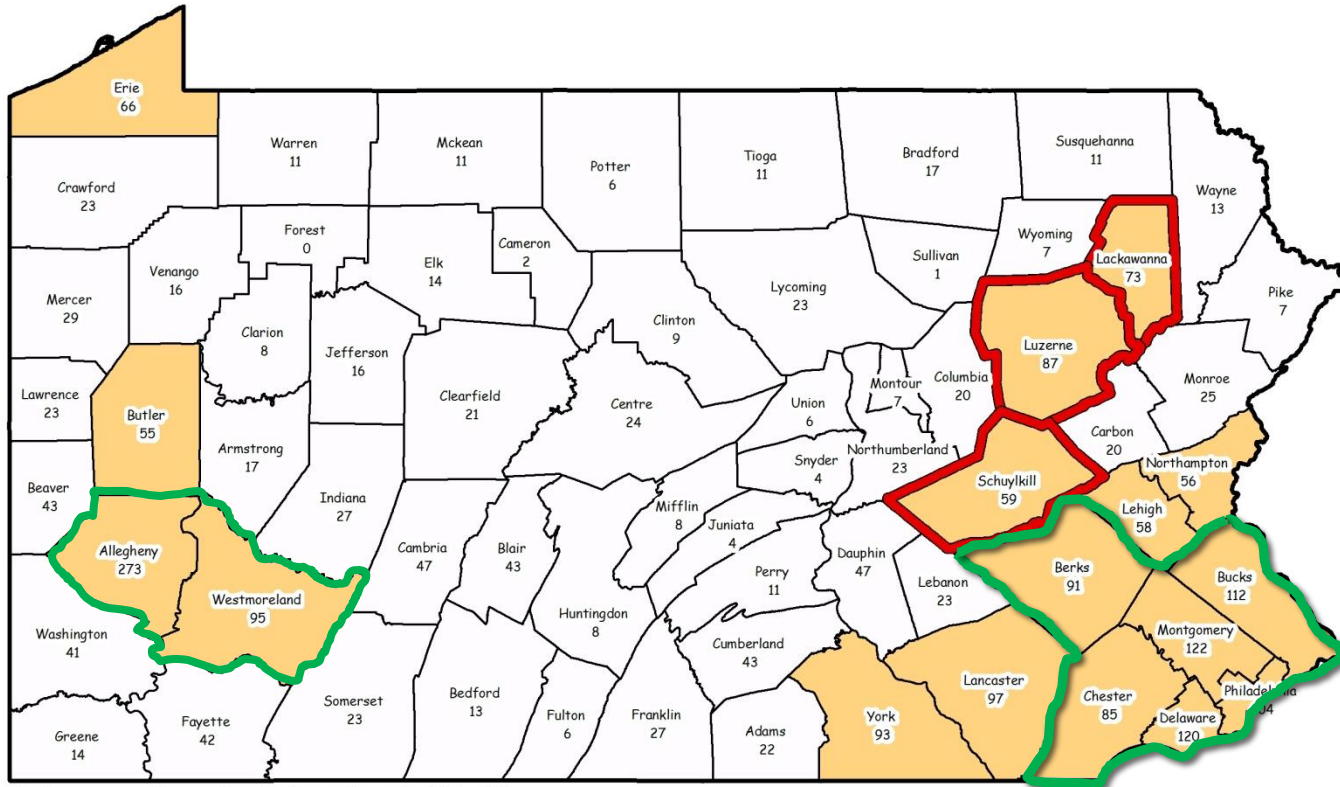 Erie
66
Crawford
23
Warren
11
Mckean
11
Potter
6
Tioga
11
Bradford
17
Susquehanna
11
Wayne
13
Mercer
29
Venango
16
Forest
0
Elk
14
Cameron
2
Lycoming
23
Sullivan
1
Wyoming
7
Lackawanna
73
Pike
7
Lawrence
23
Butler
55
Clarion
8
Jefferson
16
Clearfield
21
Clinton
9
Centre
24
Union
6
Montour
7
Columbia
20
Luzerne
87
Monroe
25
Carbon
20
Beaver
43
Armstrong
17
Indiana
27
Snyder
4
Northumberland
23
Schuylkill
59
Northampton
56
Lehigh
58
Allegheny
273
Westmoreland
95
Cambria
47
Blair
43
Huntingdon
8
Mifflin
8
Juniata
4
Perry
11
Dauphin
47
Lebanon
23
Berks
91
Bucks
112
Montgomery
122
Philadelphia
Washington
41
Greene
14
Fayette
42
Somerset
23
Bedford
13
Fulton
6
Franklin
27
Cumberland
43
Adams
22
York
93
Lancaster
97
Chester
85
Delaware
120